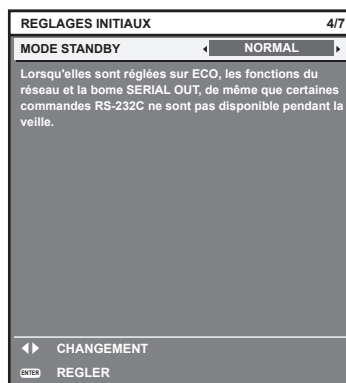 REGLAGES INITIAUX 4/7
MODE STANDBY NORMAL
Lorsqu'elles sont réglées sur ECO, les fonctions du
réseau et la bome SERIAL OUT, de même que certaines
commandes RS-232C ne sont pas disponible pendant la
veille.
CHANGEMENT
ENTER REGLER